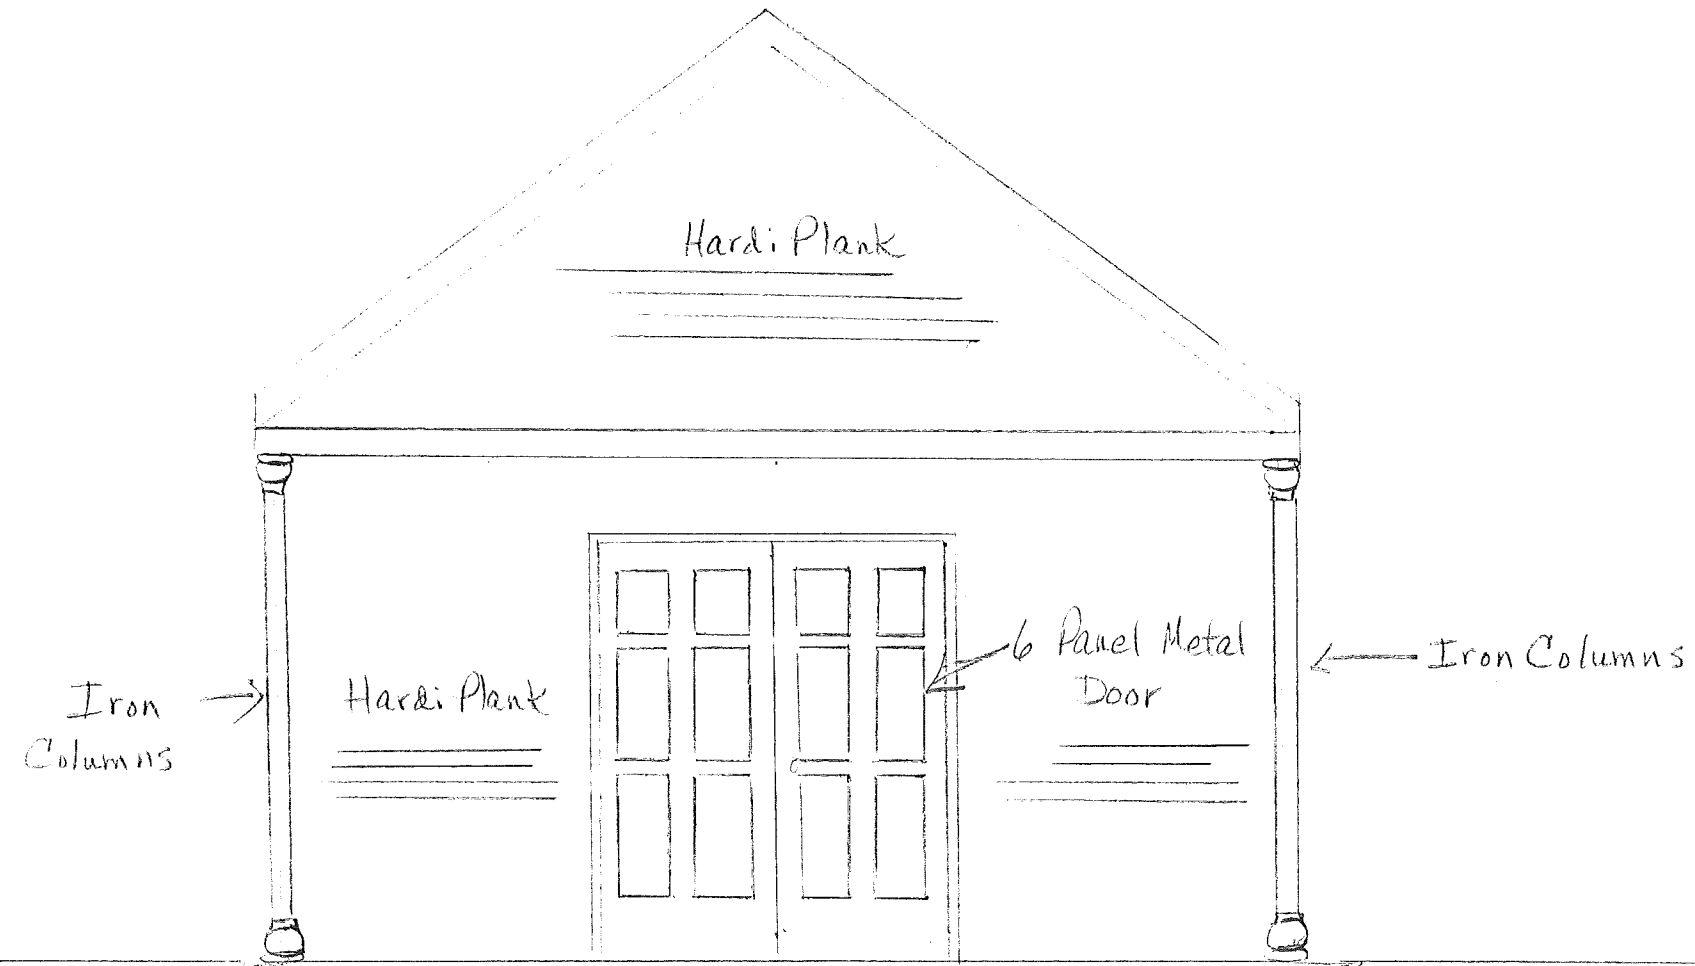 Hardi Plank
6 Panel Metal
Door
Iron Columns
Hardi Plank
Iron
Columns